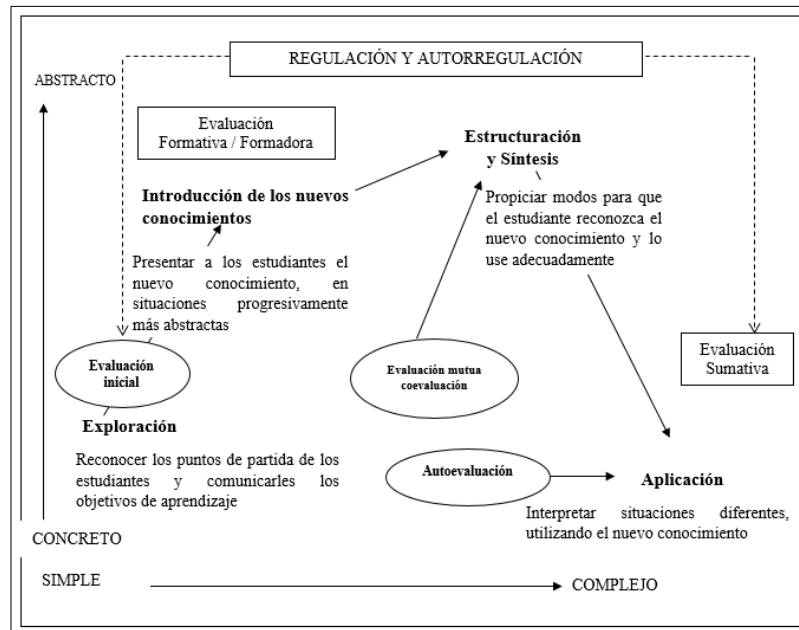 REGULACIÓN Y AUTORREGULACIÓN
ABSTRACTO
Evaluación
Formativa / Formadora
Estructuración
y Síntesis
Introducción de los nuevos
conocimientos
Propiciar modos para que
el estudiante reconozca el
nuevo conocimiento y lo
use adecuadamente
Presentar a los estudiantes el
nuevo conocimiento, en
situaciones progresivamente
más abstractas
Evaluación
Sumativa
Evaluación
inicial
Evaluación mutua
coevaluación
Exploración
Reconocer los puntos de partida de los
estudiantes y comunicarles los
objetivos de aprendizaje
Autoevaluación
Aplicación
Interpretar situaciones diferentes,
utilizando el nuevo conocimiento
CONCRETO
SIMPLE
COMPLEJO